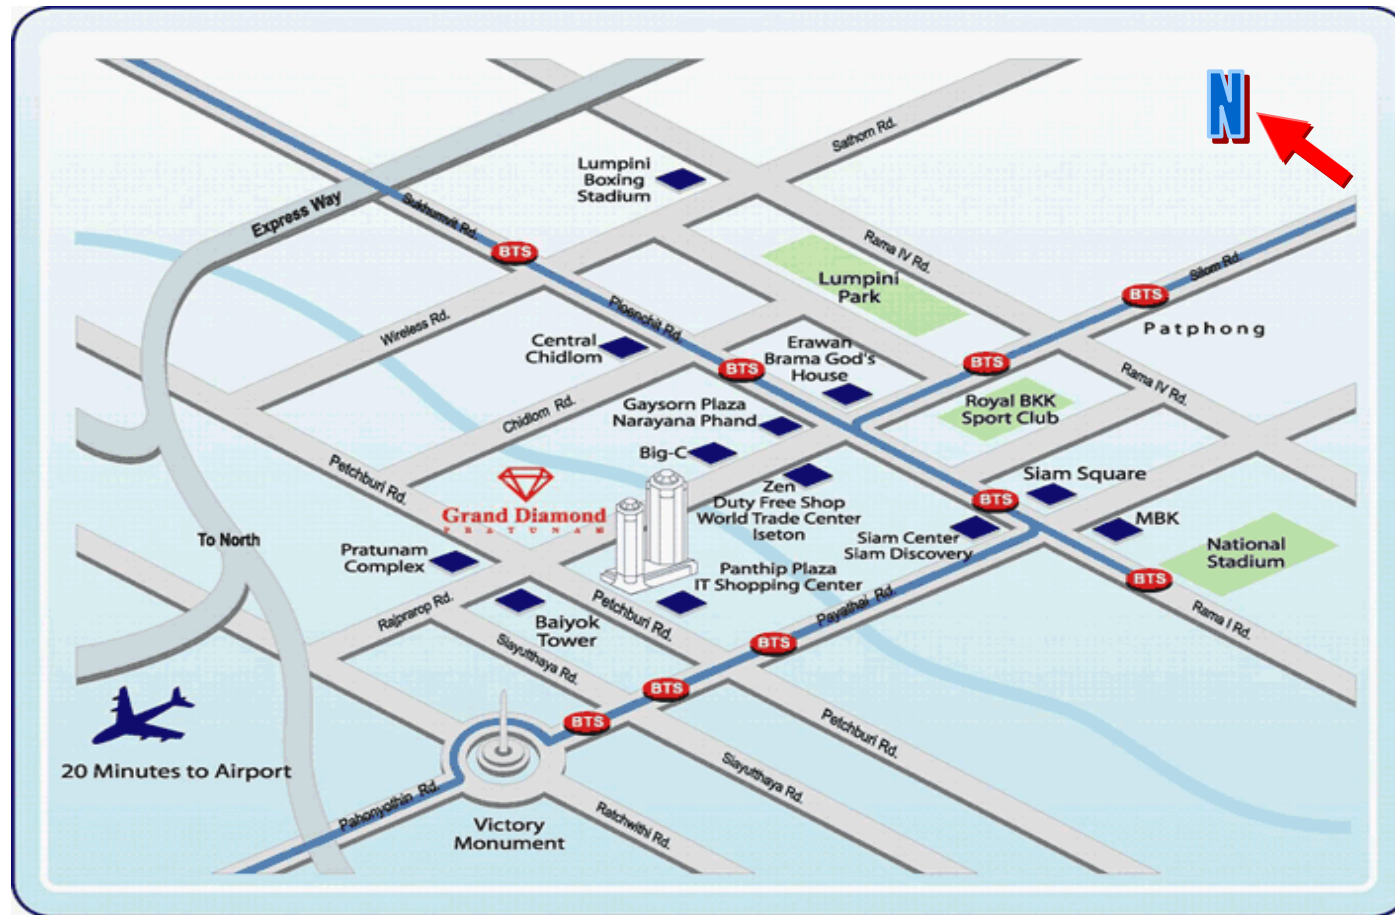 N
Sathorn Rd.
Lumpini
Boxing
Stadium
Express Way
Sukhumvit Rd.
BTS
Rama IV Rd.
Silom Rd.
Lumpini
Park
BTS
Patphong
Wireless Rd.
Ploenchit Rd.
Central
Chidlom
Erawan
Brama God's
House
BTS
BTS
Rama IV Rd.
Royal BKK
Sport Club
Chidlom Rd.
Gaysorn Plaza
Narayana Phand
Big-C
Petchburi Rd.
Grand Diamond
PRATUNAM
Zen
Duty Free Shop
World Trade Center
Iseton
Siam Square
BTS
MBK
Siam Center
Siam Discovery
National
Stadium
To North
Pratunam
Complex
Panthip Plaza
IT Shopping Center
BTS
Rajprarop Rd.
Petchburi Rd.
Payathai Rd.
Rama I Rd.
Baiyok
Tower
Siayutthaya Rd.
BTS
BTS
BTS
Petchburi Rd.
20 Minutes to Airport
Siayutthaya Rd.
Pahonyothin Rd.
Victory
Monument
Ratchwithi Rd.